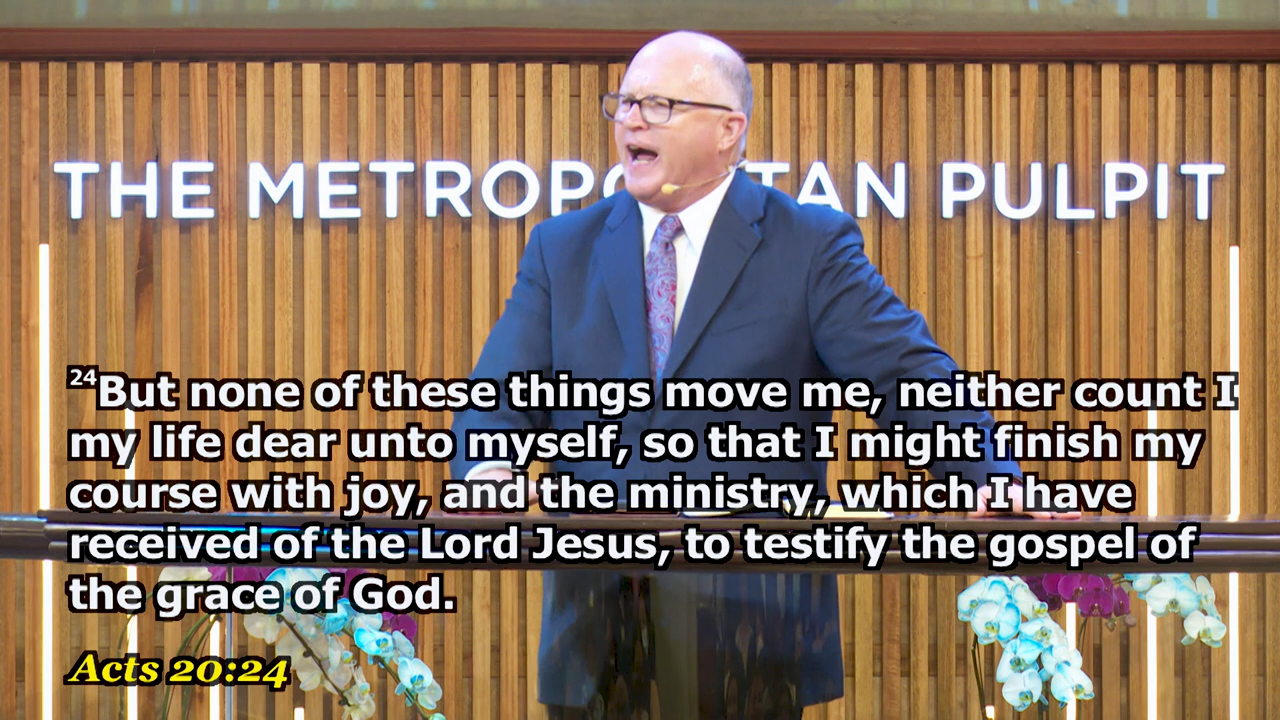 THE METROPOLITAN PULPIT
24But none of these things move me, neither count I
my life dear unto myself, so that I might finish my
course with joy, and the ministry, which I have
received of the Lord Jesus, to testify the gospel of
the grace of God.
Acts 20:24